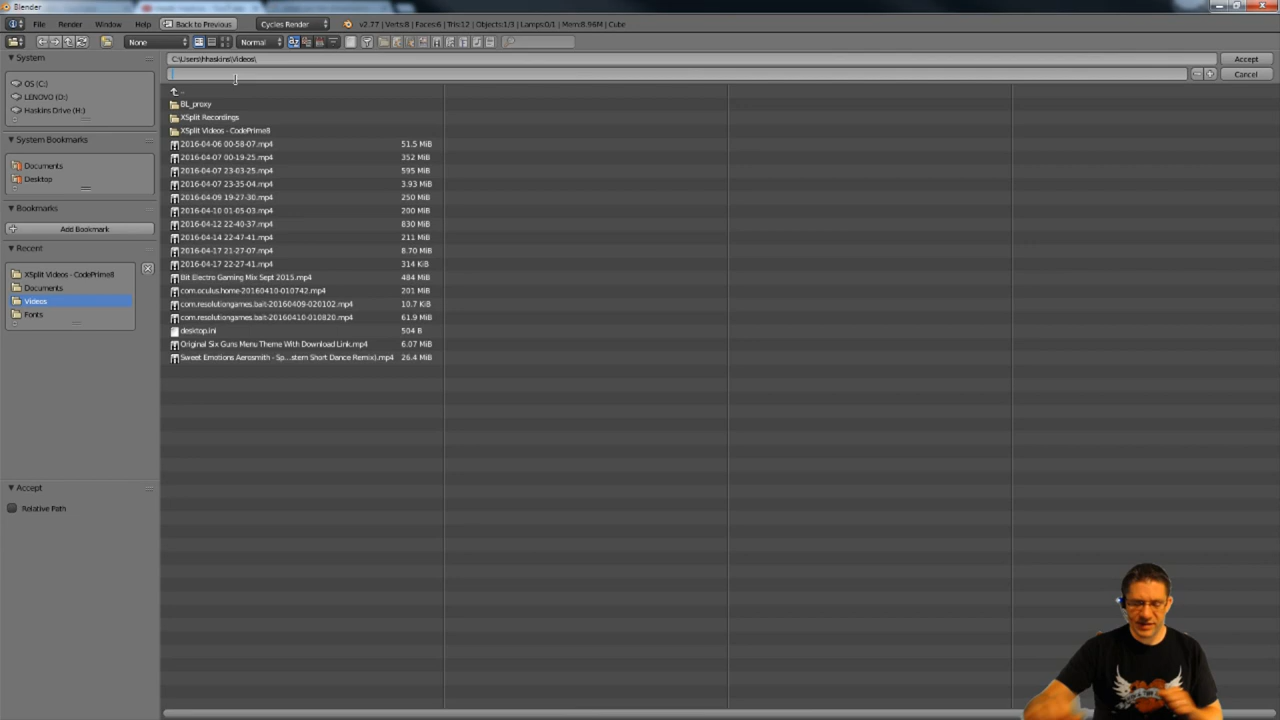 Blender
File Render Window Help Back to Previous Cycles Render v2.77 | Verts:8 | Faces:6 | Tris:12 | Objects:1/3 | Lamps:0/1 | Mem:8.96M | Cube
None Normal
System
OS (C:)
LENOVO (D:)
Haskins Drive (H:)
System Bookmarks
Documents
Desktop
Bookmarks
Add Bookmark
Recent
XSplit Videos - CodePrime8
Documents
Videos
Fonts
Accept
Relative Path
C:\Users\hhaskins\Videos\
Accept
Cancel
..
BL_proxy
XSplit Recordings
XSplit Videos - CodePrime8
2016-04-06 00-58-07.mp4 51.5 MiB
2016-04-07 00-19-25.mp4 352 MiB
2016-04-07 23-03-25.mp4 595 MiB
2016-04-07 23-35-04.mp4 3.93 MiB
2016-04-09 19-27-30.mp4 250 MiB
2016-04-10 01-05-03.mp4 200 MiB
2016-04-12 22-40-37.mp4 830 MiB
2016-04-14 22-47-41.mp4 211 MiB
2016-04-17 21-27-07.mp4 8.70 MiB
2016-04-17 22-27-41.mp4 314 KiB
Bit Electro Gaming Mix Sept 2015.mp4 484 MiB
com.oculus.home-20160410-010742.mp4 201 MiB
com.resolutiongames.bait-20160409-020102.mp4 10.7 KiB
com.resolutiongames.bait-20160410-010820.mp4 61.9 MiB
desktop.ini 504 B
Original Six Guns Menu Theme With Download Link.mp4 6.07 MiB
Sweet Emotions Aerosmith - Sp...stern Short Dance Remix).mp4 26.4 MiB